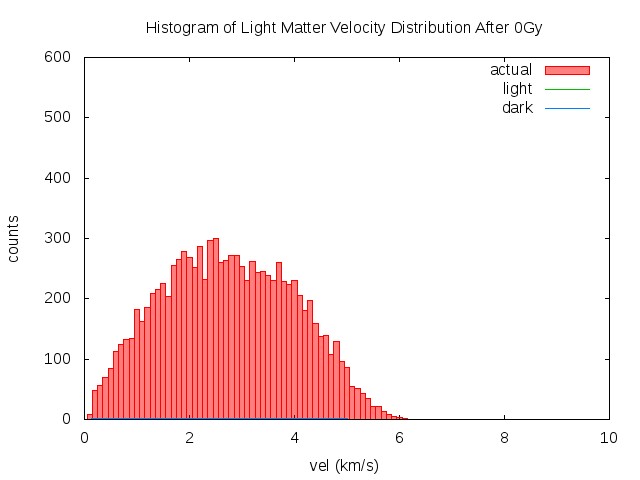 Histogram of Light Matter Velocity Distribution After 0Gy
actual
light
dark
600
500
400
300
200
100
0
counts
0 2 4 6 8 10
vel (km/s)